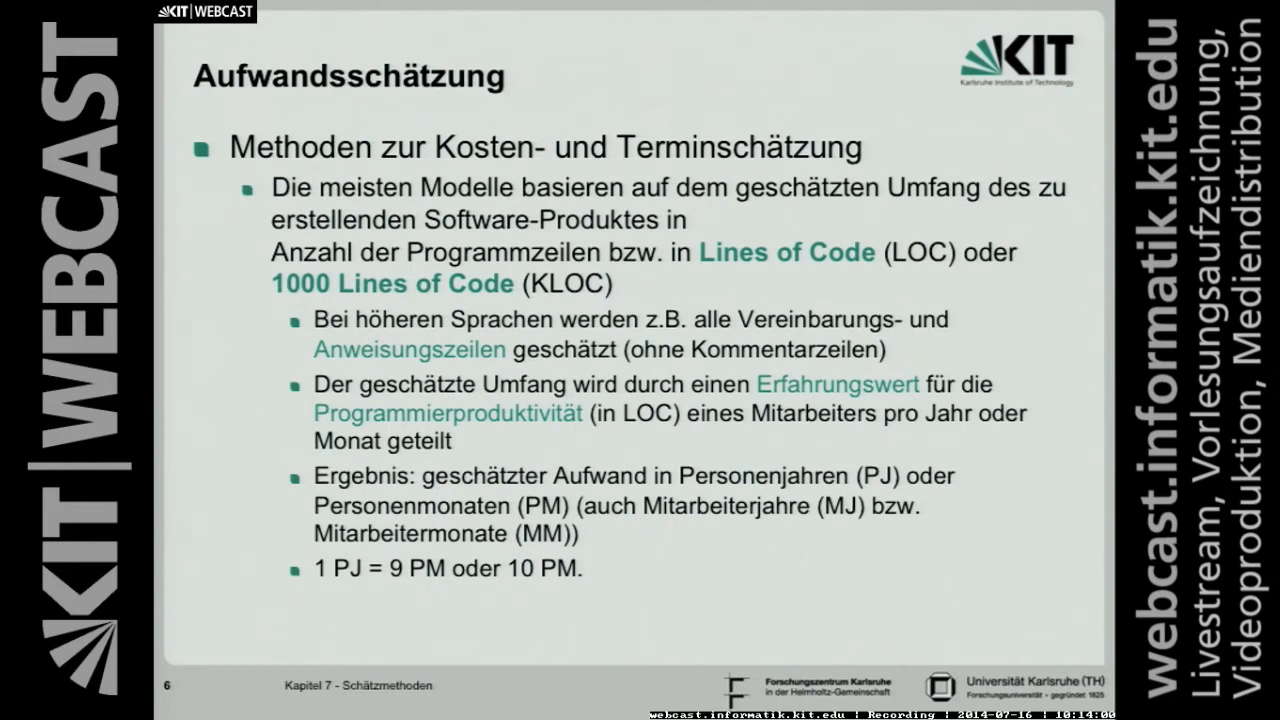 KIT | WEBCAST
KIT | WEBCAST
Aufwandsschätzung
KIT
Karlsruhe Institute of Technology
Methoden zur Kosten- und Terminschätzung
Die meisten Modelle basieren auf dem geschätzten Umfang des zu
erstellenden Software-Produktes in
Anzahl der Programmzeilen bzw. in Lines of Code (LOC) oder
1000 Lines of Code (KLOC)
Bei höheren Sprachen werden z.B. alle Vereinbarungs- und
Anweisungszeilen geschätzt (ohne Kommentarzeilen)
Der geschätzte Umfang wird durch einen Erfahrungswert für die
Programmierproduktivität (in LOC) eines Mitarbeiters pro Jahr oder
Monat geteilt
Ergebnis: geschätzter Aufwand in Personenjahren (PJ) oder
Personenmonaten (PM) (auch Mitarbeiterjahre (MJ) bzw.
Mitarbeitermonate (MM))
1 PJ = 9 PM oder 10 PM.
6
Kapitel 7 - Schätzmethoden
Forschungszentrum Karlsruhe
in der Helmholtz-Gemeinschaft
Universität Karlsruhe (TH)
Forschungsuniversität - gegründet 1825
webcast.informatik.kit.edu | Recording | 2014-07-16 | 10:14:00
webcast.informatik.kit.edu
Livestream, Vorlesungsaufzeichnung,
Videoproduktion, Mediendistribution